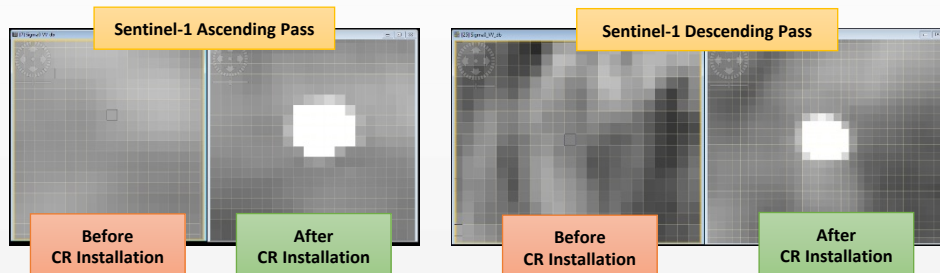 Sentinel-1 Ascending Pass
Sentinel-1 Descending Pass
Before
CR Installation
After
CR Installation
Before
CR Installation
After
CR Installation